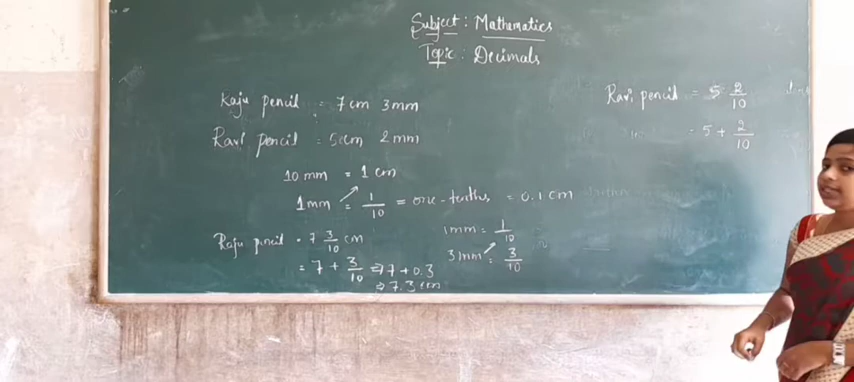 Subject : Mathematics
Topic : Decimals
Raju pencil = 7cm 3mm
Ravi pencil = 5cm 2mm
10 mm = 1 cm
1mm = 1/10 = one-tenths = 0.1 cm
Raju pencil = 7 3/10 cm
= 7 + 3/10 ⇒ 7 + 0.3
⇒ 7.3 cm
1mm = 1/10
3mm = 3/10
Ravi pencil = 5 2/10
= 5 + 2/10